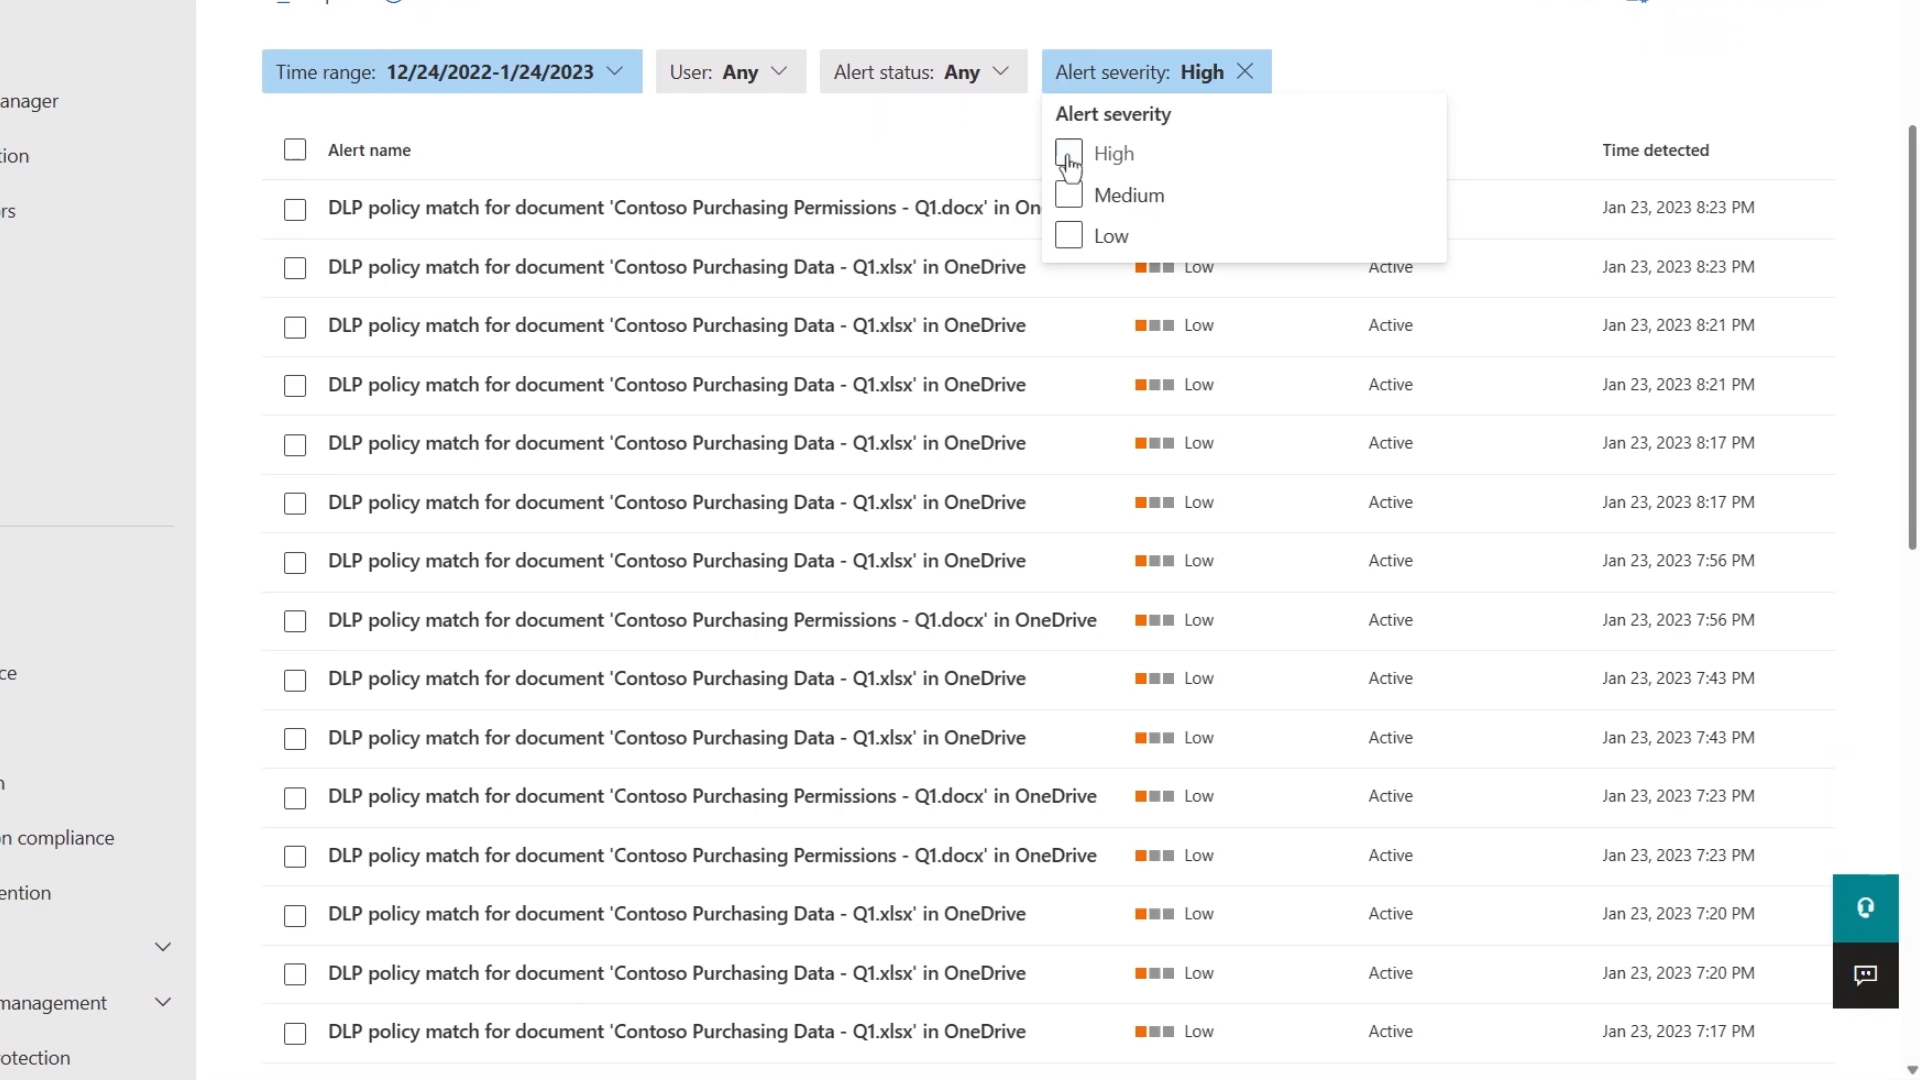 anager
tion
rs
ce
n
n compliance
ention
management
otection
Time range: 12/24/2022-1/24/2023
User: Any
Alert status: Any
Alert severity: High
Alert severity
High
Medium
Low
Alert name
Time detected
DLP policy match for document 'Contoso Purchasing Permissions - Q1.docx' in On
Jan 23, 2023 8:23 PM
DLP policy match for document 'Contoso Purchasing Data - Q1.xlsx' in OneDrive Low Active Jan 23, 2023 8:23 PM
DLP policy match for document 'Contoso Purchasing Data - Q1.xlsx' in OneDrive Low Active Jan 23, 2023 8:21 PM
DLP policy match for document 'Contoso Purchasing Data - Q1.xlsx' in OneDrive Low Active Jan 23, 2023 8:21 PM
DLP policy match for document 'Contoso Purchasing Data - Q1.xlsx' in OneDrive Low Active Jan 23, 2023 8:17 PM
DLP policy match for document 'Contoso Purchasing Data - Q1.xlsx' in OneDrive Low Active Jan 23, 2023 8:17 PM
DLP policy match for document 'Contoso Purchasing Data - Q1.xlsx' in OneDrive Low Active Jan 23, 2023 7:56 PM
DLP policy match for document 'Contoso Purchasing Permissions - Q1.docx' in OneDrive Low Active Jan 23, 2023 7:56 PM
DLP policy match for document 'Contoso Purchasing Data - Q1.xlsx' in OneDrive Low Active Jan 23, 2023 7:43 PM
DLP policy match for document 'Contoso Purchasing Data - Q1.xlsx' in OneDrive Low Active Jan 23, 2023 7:43 PM
DLP policy match for document 'Contoso Purchasing Permissions - Q1.docx' in OneDrive Low Active Jan 23, 2023 7:23 PM
DLP policy match for document 'Contoso Purchasing Permissions - Q1.docx' in OneDrive Low Active Jan 23, 2023 7:23 PM
DLP policy match for document 'Contoso Purchasing Data - Q1.xlsx' in OneDrive Low Active Jan 23, 2023 7:20 PM
DLP policy match for document 'Contoso Purchasing Data - Q1.xlsx' in OneDrive Low Active Jan 23, 2023 7:20 PM
DLP policy match for document 'Contoso Purchasing Data - Q1.xlsx' in OneDrive Low Active Jan 23, 2023 7:17 PM